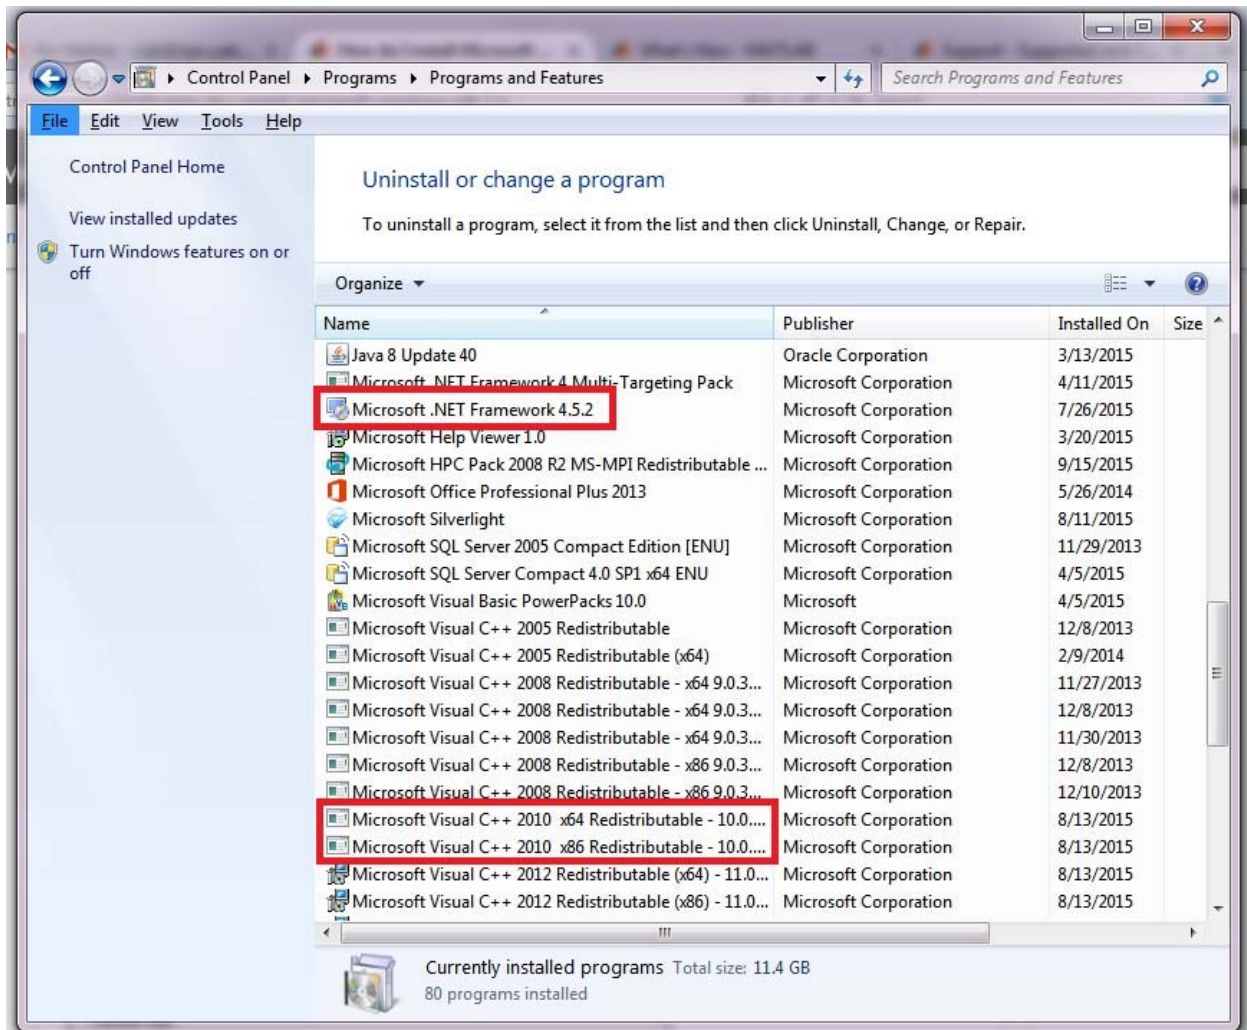 Control Panel ▸ Programs ▸ Programs and Features
Search Programs and Features
File Edit View Tools Help
Control Panel Home
View installed updates
Turn Windows features on or
off
Uninstall or change a program
To uninstall a program, select it from the list and then click Uninstall, Change, or Repair.
Organize
Name Publisher Installed On Size
Java 8 Update 40 Oracle Corporation 3/13/2015
Microsoft .NET Framework 4 Multi-Targeting Pack Microsoft Corporation 4/11/2015
Microsoft .NET Framework 4.5.2 Microsoft Corporation 7/26/2015
Microsoft Help Viewer 1.0 Microsoft Corporation 3/20/2015
Microsoft HPC Pack 2008 R2 MS-MPI Redistributable ... Microsoft Corporation 9/15/2015
Microsoft Office Professional Plus 2013 Microsoft Corporation 5/26/2014
Microsoft Silverlight Microsoft Corporation 8/11/2015
Microsoft SQL Server 2005 Compact Edition [ENU] Microsoft Corporation 11/29/2013
Microsoft SQL Server Compact 4.0 SP1 x64 ENU Microsoft Corporation 4/5/2015
Microsoft Visual Basic PowerPacks 10.0 Microsoft 4/5/2015
Microsoft Visual C++ 2005 Redistributable Microsoft Corporation 12/8/2013
Microsoft Visual C++ 2005 Redistributable (x64) Microsoft Corporation 2/9/2014
Microsoft Visual C++ 2008 Redistributable - x64 9.0.3... Microsoft Corporation 11/27/2013
Microsoft Visual C++ 2008 Redistributable - x64 9.0.3... Microsoft Corporation 12/8/2013
Microsoft Visual C++ 2008 Redistributable - x64 9.0.3... Microsoft Corporation 11/30/2013
Microsoft Visual C++ 2008 Redistributable - x86 9.0.3... Microsoft Corporation 12/8/2013
Microsoft Visual C++ 2008 Redistributable - x86 9.0.3... Microsoft Corporation 12/10/2013
Microsoft Visual C++ 2010 x64 Redistributable - 10.0.... Microsoft Corporation 8/13/2015
Microsoft Visual C++ 2010 x86 Redistributable - 10.0.... Microsoft Corporation 8/13/2015
Microsoft Visual C++ 2012 Redistributable (x64) - 11.0... Microsoft Corporation 8/13/2015
Microsoft Visual C++ 2012 Redistributable (x86) - 11.0... Microsoft Corporation 8/13/2015
Currently installed programs Total size: 11.4 GB
80 programs installed